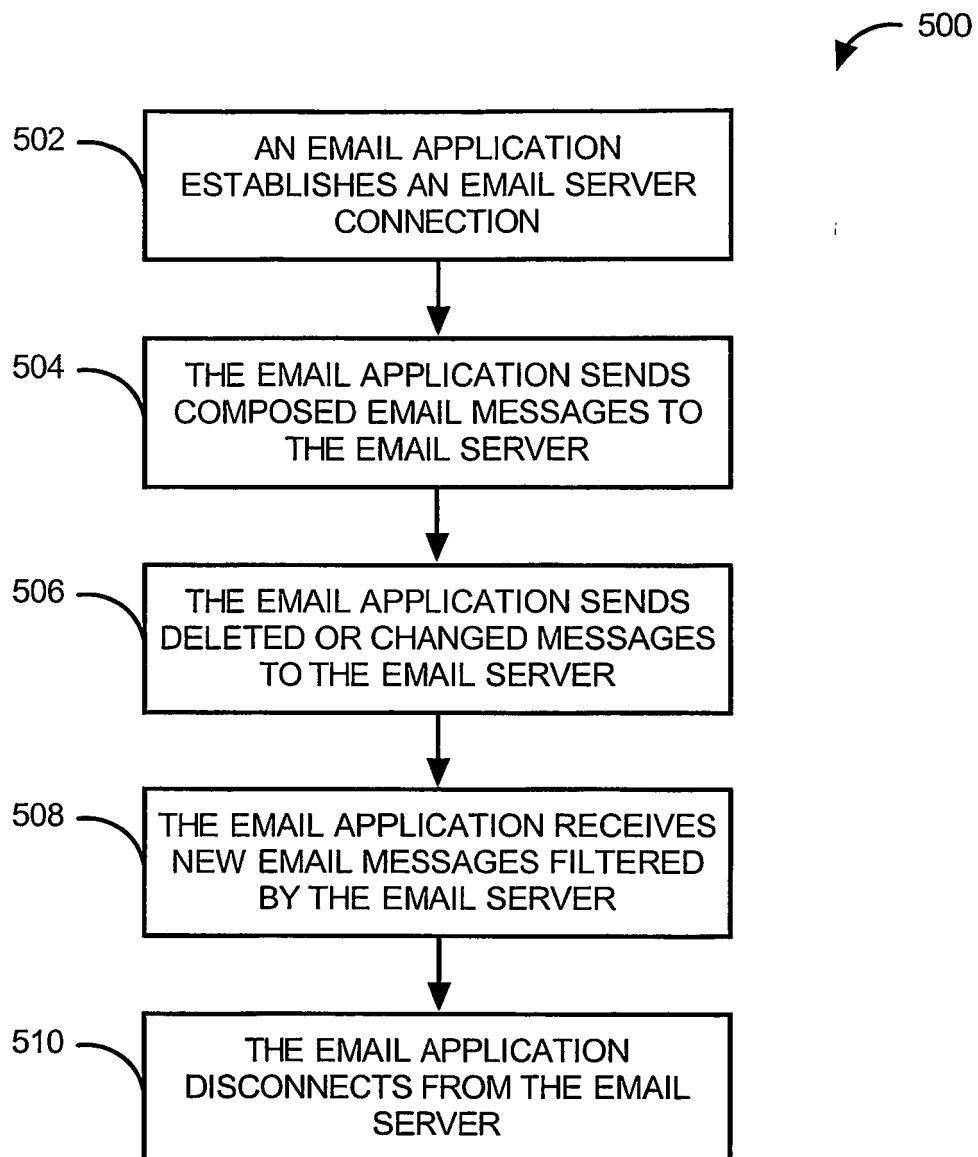 500
502
AN EMAIL APPLICATION
ESTABLISHES AN EMAIL SERVER
CONNECTION
504
THE EMAIL APPLICATION SENDS
COMPOSED EMAIL MESSAGES TO
THE EMAIL SERVER
506
THE EMAIL APPLICATION SENDS
DELETED OR CHANGED MESSAGES
TO THE EMAIL SERVER
508
THE EMAIL APPLICATION RECEIVES
NEW EMAIL MESSAGES FILTERED
BY THE EMAIL SERVER
510
THE EMAIL APPLICATION
DISCONNECTS FROM THE EMAIL
SERVER